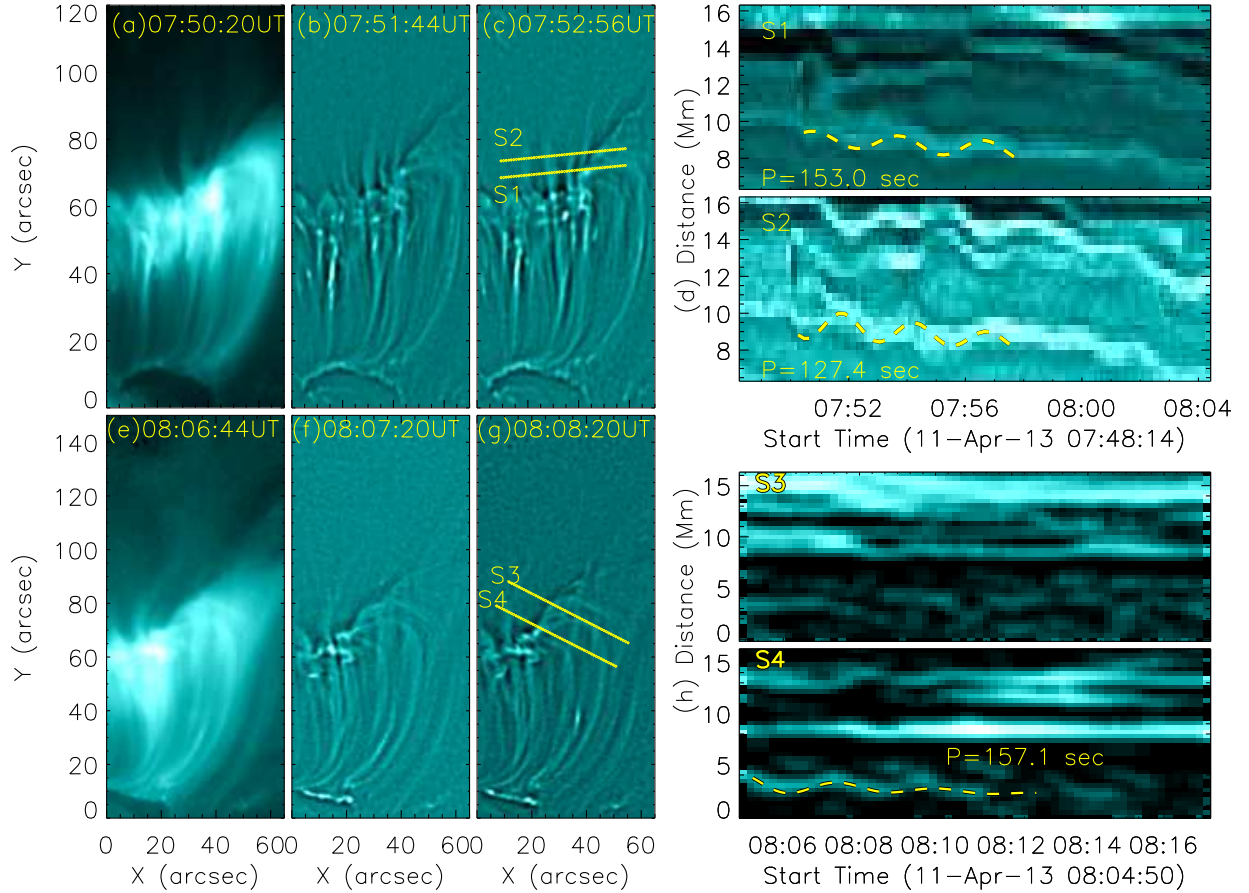 (a)07:50:20UT
(b)07:51:44UT
(c)07:52:56UT
120
100
80
60
40
20
0
Y (arcsec)
S2
S1
(e)08:06:44UT
(f)08:07:20UT
(g)08:08:20UT
140
120
100
80
60
40
20
0
Y (arcsec)
S3
S4
0 20 40 60
0 20 40 60
0 20 40 60
X (arcsec)
X (arcsec)
X (arcsec)
16
14
12
10
8
S1
P=153.0 sec
16
14
12
10
8
S2
P=127.4 sec
(d) Distance (Mm)
07:52 07:56 08:00 08:04
Start Time (11-Apr-13 07:48:14)
15
10
5
0
S3
15
10
5
0
S4
P=157.1 sec
(h) Distance (Mm)
08:06 08:08 08:10 08:12 08:14 08:16
Start Time (11-Apr-13 08:04:50)